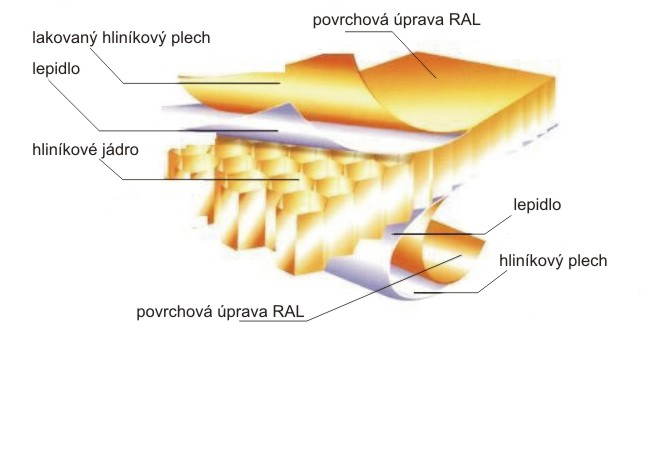 povrchová úprava RAL
lakovaný hliníkový plech
lepidlo
hliníkové jádro
lepidlo
hliníkový plech
povrchová úprava RAL